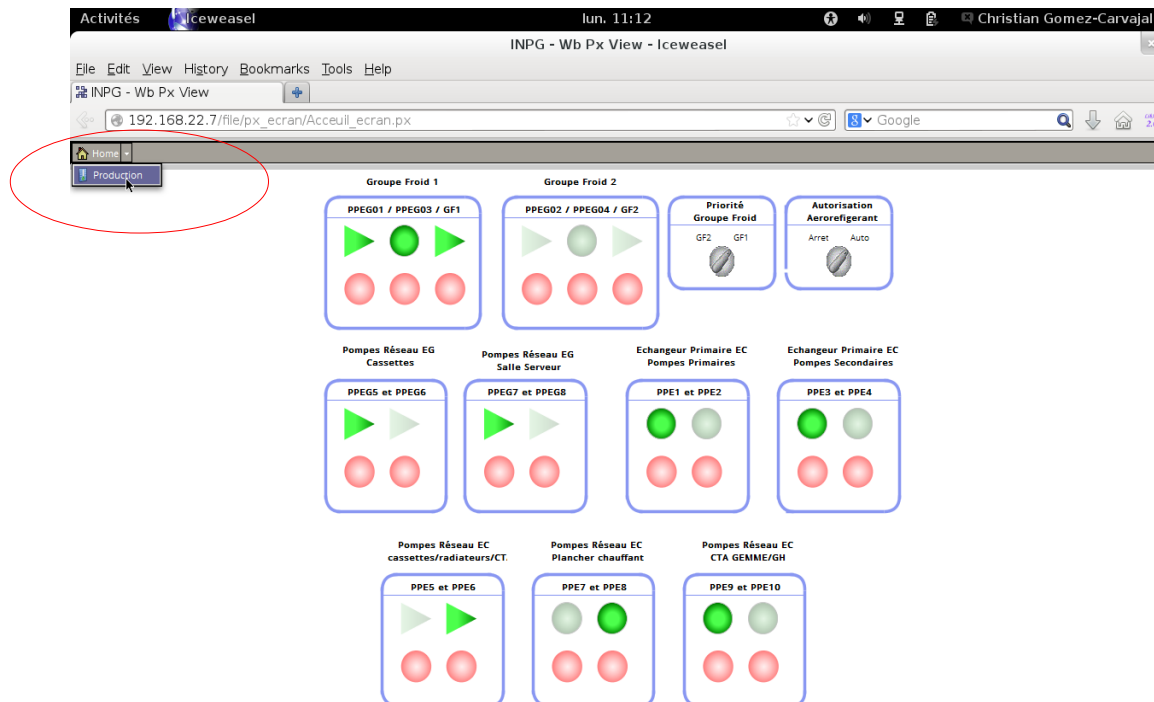 Activités
Iceweasel
lun. 11:12
Christian Gomez-Carvajal
INPG - Wb Px View - Iceweasel
File Edit View History Bookmarks Tools Help
INPG - Wb Px View
192.168.22.7/file/px_ecran/Acceuil_ecran.px
Google
Home
Production
Groupe Froid 1
Groupe Froid 2
PPEG01 / PPEG03 / GF1
PPEG02 / PPEG04 / GF2
Priorité
Groupe Froid
GF2 GF1
Autorisation
Aerorefigerant
Arret Auto
Pompes Réseau EG
Cassettes
Pompes Réseau EG
Salle Serveur
Echangeur Primaire EC
Pompes Primaires
Echangeur Primaire EC
Pompes Secondaires
PPEG5 et PPEG6
PPEG7 et PPEG8
PPE1 et PPE2
PPE3 et PPE4
Pompes Réseau EC
cassettes/radiateurs/CT
Pompes Réseau EC
Plancher chauffant
Pompes Réseau EC
CTA GEMME/GH
PPE5 et PPE6
PPE7 et PPE8
PPE9 et PPE10